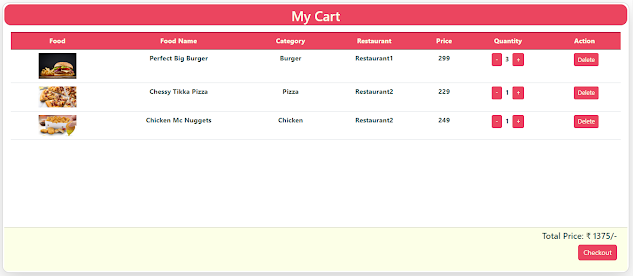 My Cart
Food Food Name Category Restaurant Price Quantity Action
Perfect Big Burger Burger Restaurant1 299 - 3 + Delete
Chessy Tikka Pizza Pizza Restaurant2 229 - 1 + Delete
Chicken Mc Nuggets Chicken Restaurant2 249 - 1 + Delete
Total Price: ₹ 1375/-
Checkout